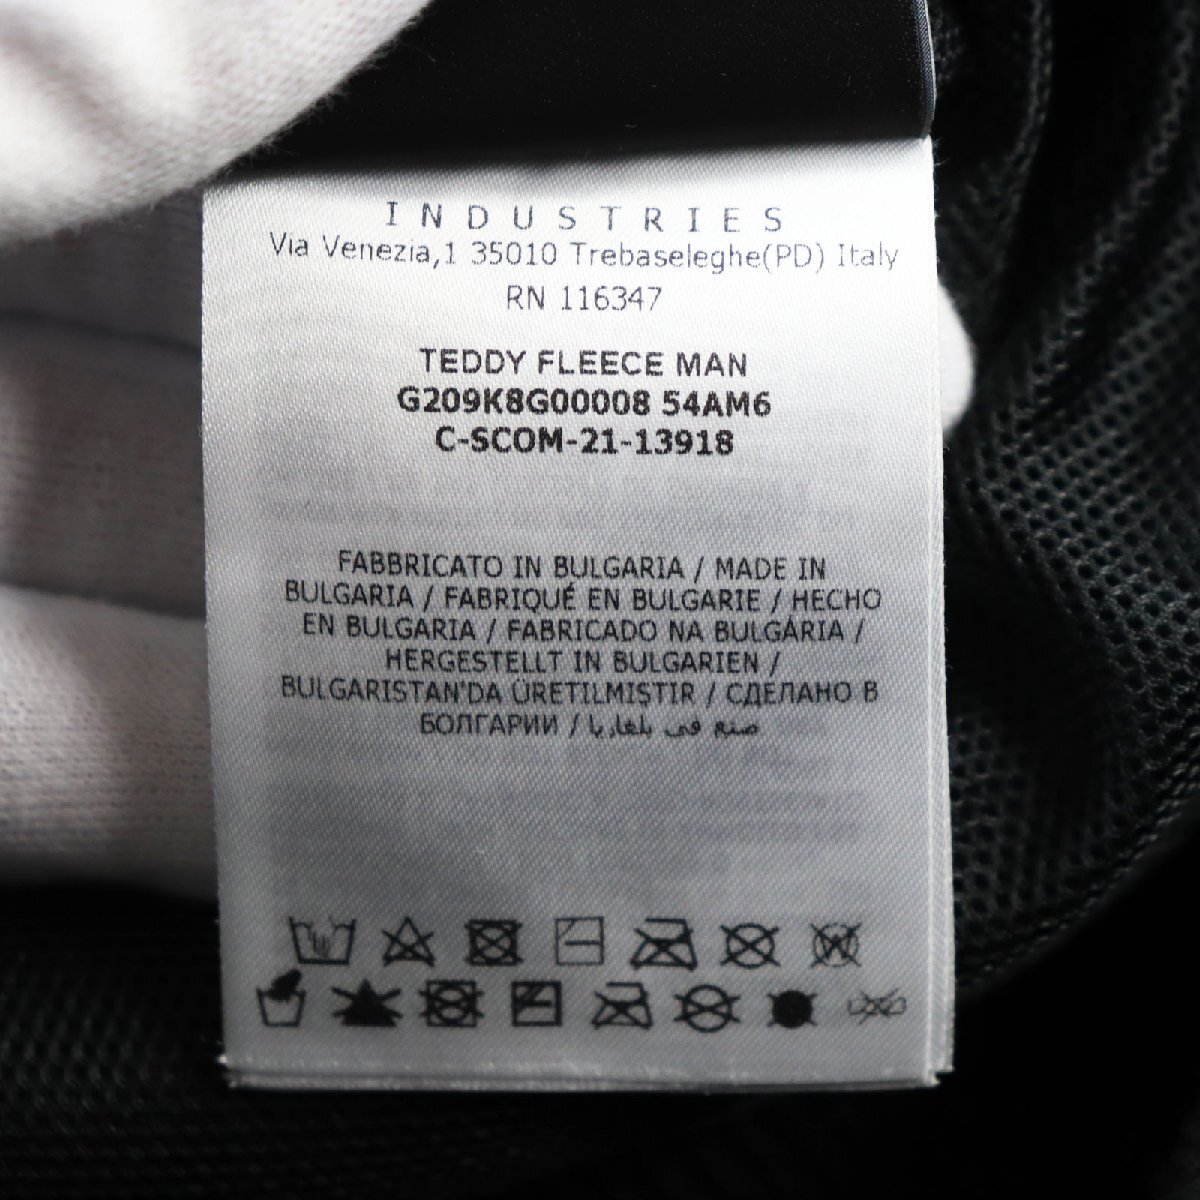 INDUSTRIES
Via Venezia,1 35010 Trebaseleghe(PD) Italy
RN 116347
TEDDY FLEECE MAN
G209K8G00008 54AM6
C-SCOM-21-13918
FABBRICATO IN BULGARIA / MADE IN
BULGARIA / FABRIQUÉ EN BULGARIE / HECHO
EN BULGARIA / FABRICADO NA BULGÁRIA /
HERGESTELLT IN BULGARIEN /
BULGARISTAN'DA ÜRETILMIŞTIR / СДЕЛАНО В
БОЛГАРИИ / صنع في بلغاريا